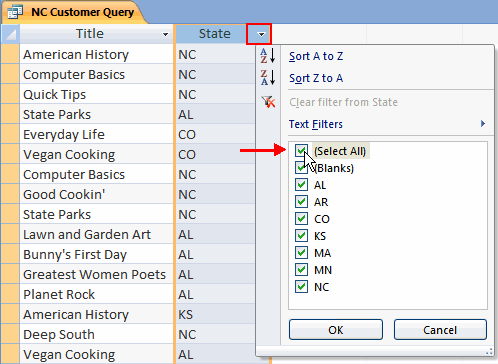 NC Customer Query
Title State
American History NC
Computer Basics NC
Quick Tips NC
State Parks AL
Everyday Life CO
Vegan Cooking CO
Computer Basics NC
Good Cookin' NC
State Parks NC
Lawn and Garden Art AL
Bunny's First Day AL
Greatest Women Poets AL
Planet Rock AL
American History KS
Deep South NC
Vegan Cooking AL
A
Z
Sort A to Z
Z
A
Sort Z to A
Clear filter from State
Text Filters
(Select All)
(Blanks)
AL
AR
CO
KS
MA
MN
NC
OK Cancel